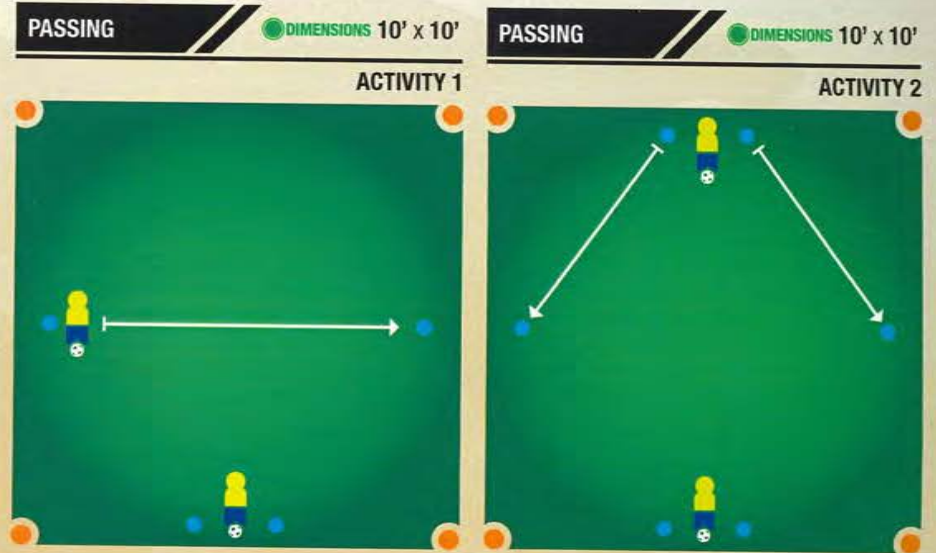 PASSING
DIMENSIONS 10' x 10'
ACTIVITY 1
PASSING
DIMENSIONS 10' x 10'
ACTIVITY 2